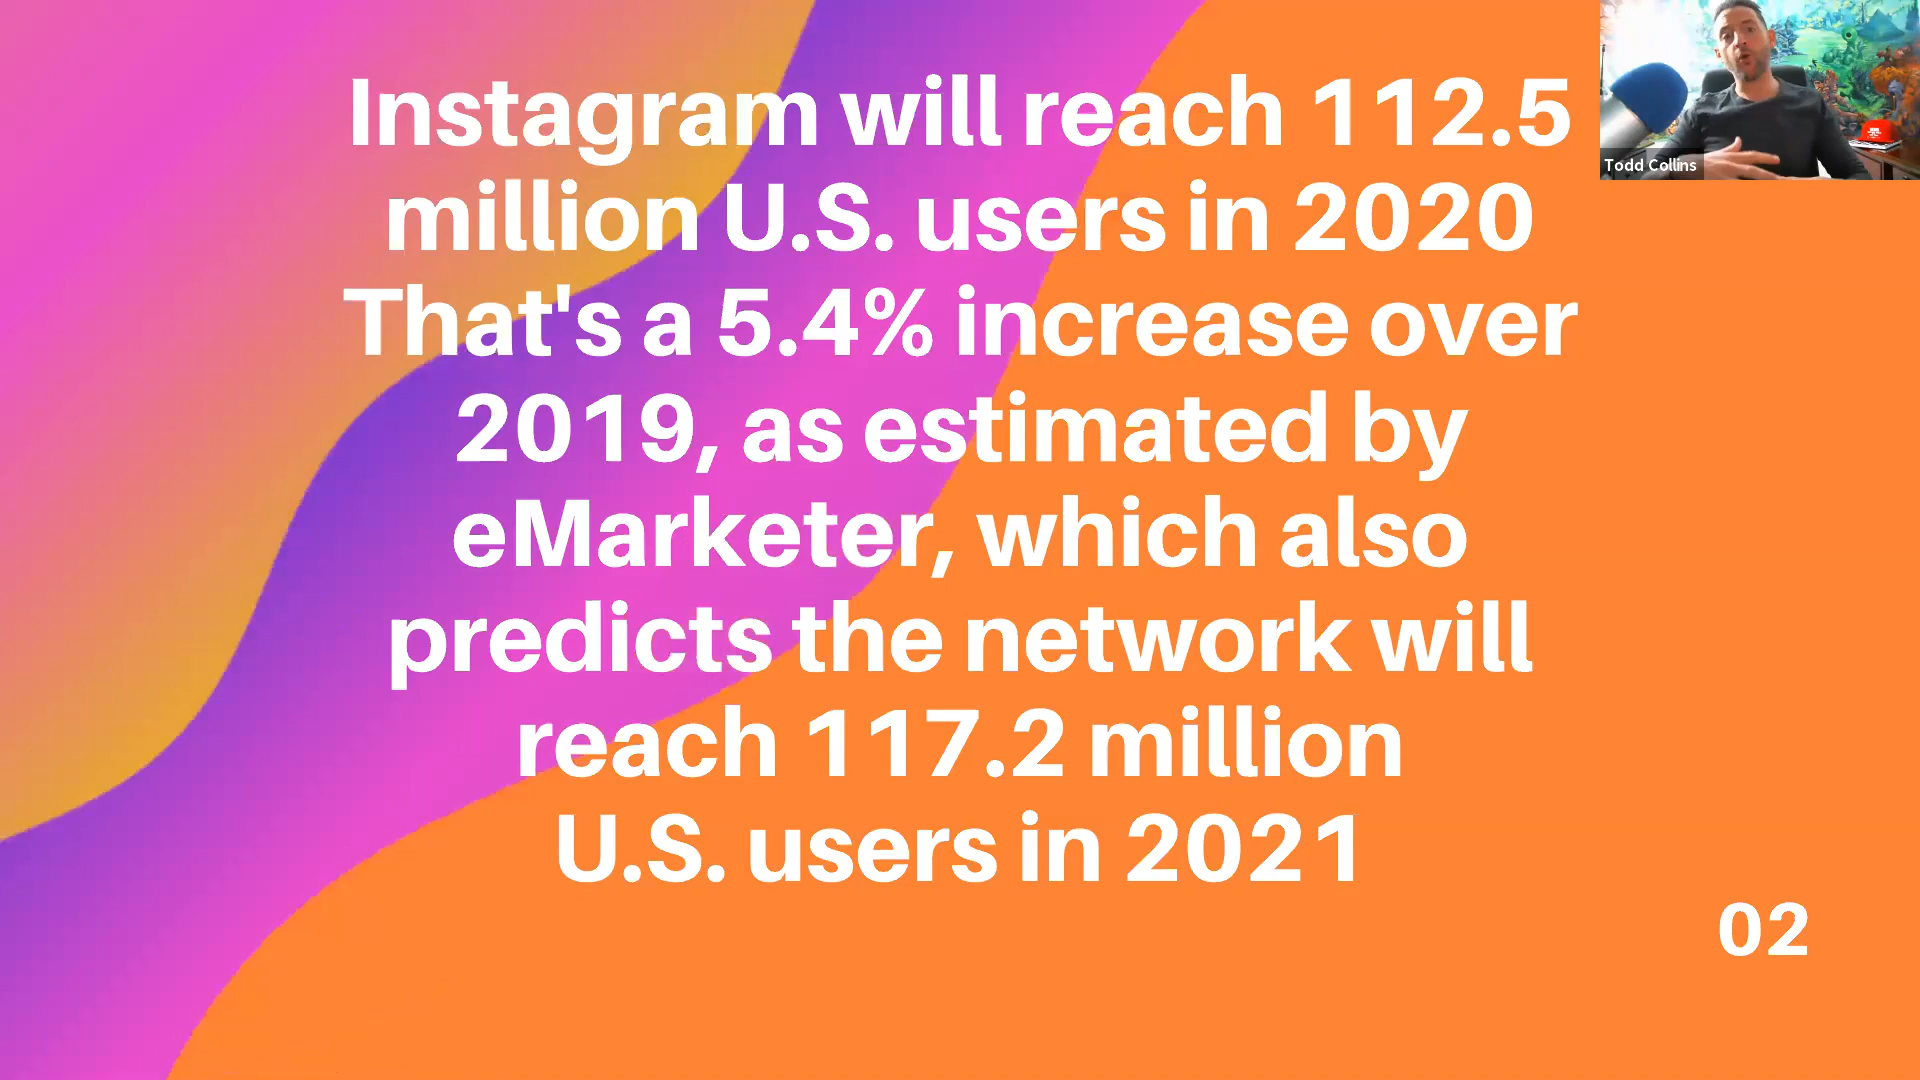 Instagram will reach 112.5
million U.S. users in 2020
That's a 5.4% increase over
2019, as estimated by
eMarketer, which also
predicts the network will
reach 117.2 million
U.S. users in 2021
02
Todd Collins